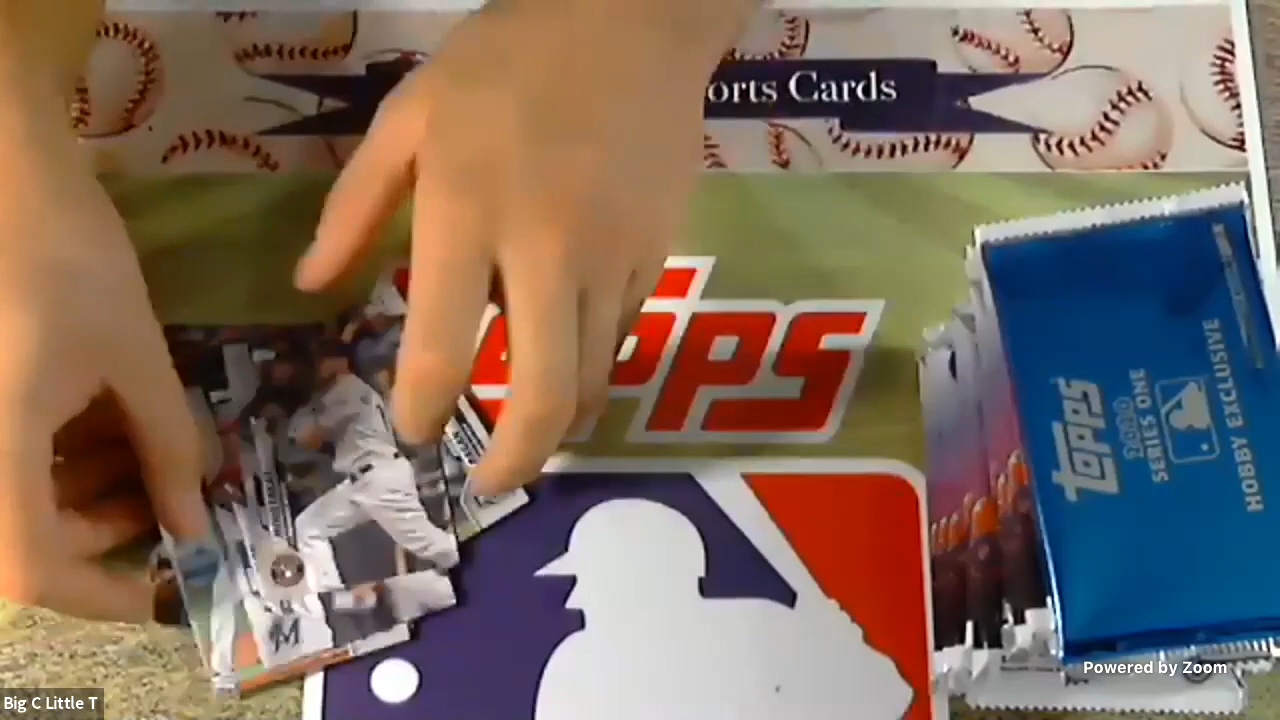 orts Cards
TOPPS
TOPPS
2020
SERIES ONE
HOBBY EXCLUSIVE
M
Powered by Zoom
Big C Little T